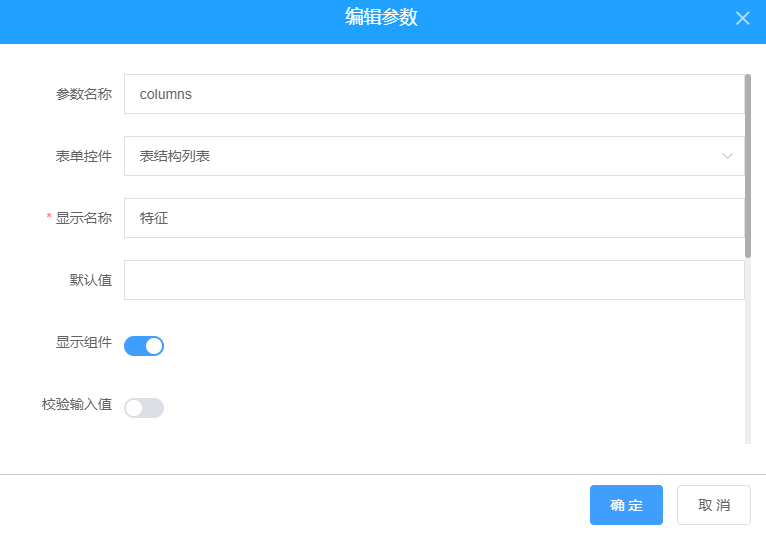 编辑参数
参数名称 columns
表单控件 表结构列表
* 显示名称 特征
默认值
显示组件
校验输入值
确 定 取 消